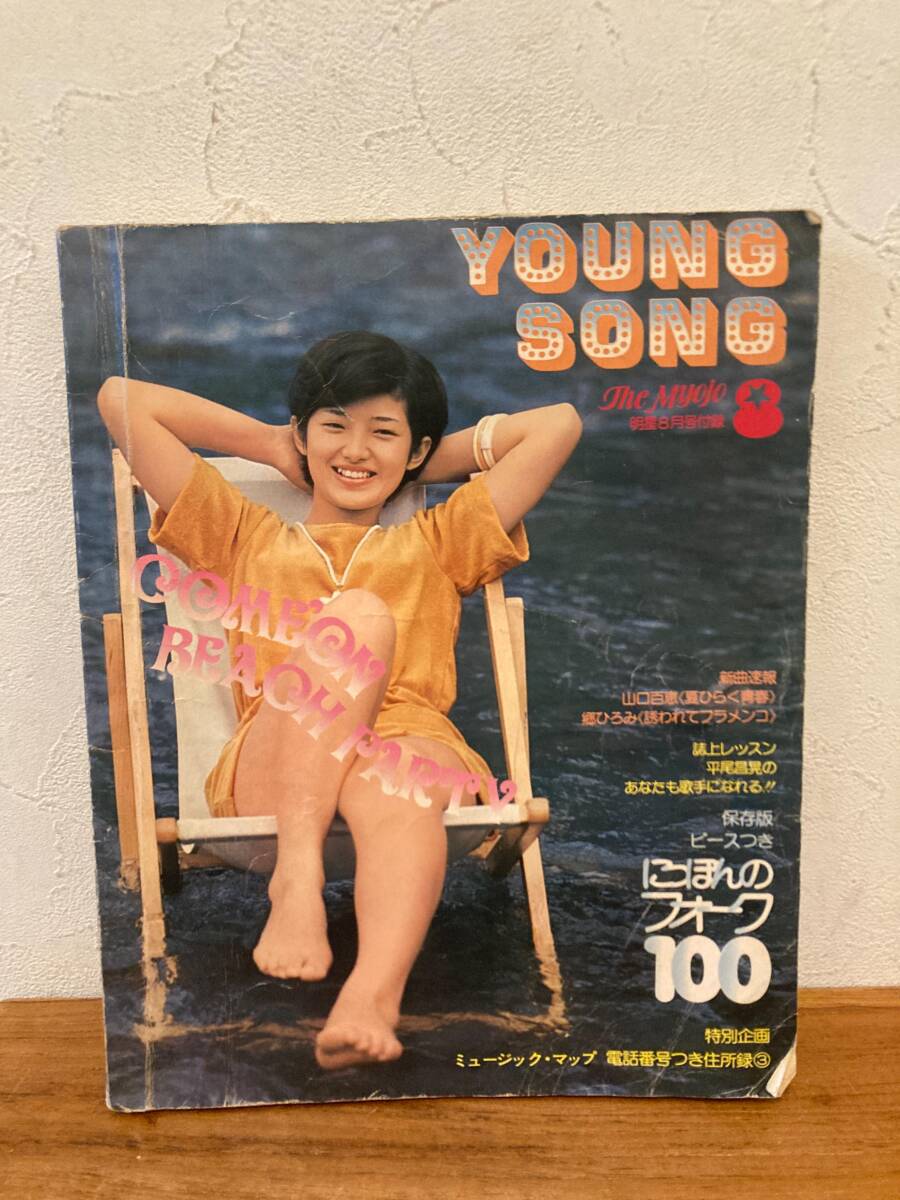 YOUNG
SONG
The Myojo
明星8月号付録
8
COME'ON
BEACH PARTY
新曲速報
山口百恵〈夏ひらく青春〉
郷ひろみ〈誘われてフラメンコ〉
誌上レッスン
平尾昌晃の
あなたも歌手になれる!!
保存版
ピースつき
にほんの
フォーク
100
特別企画
ミュージック・マップ 電話番号つき住所録③